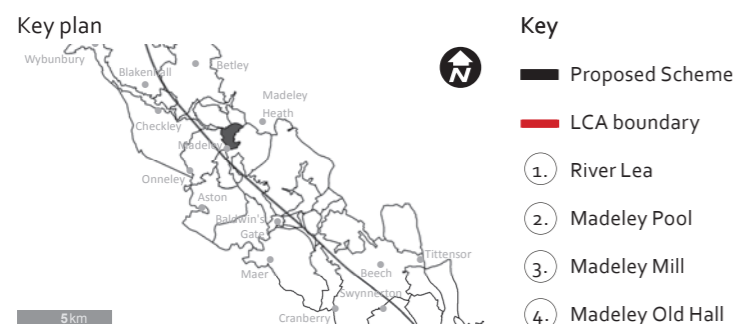 Key plan
Wybunbury
Betley
Blakenhall
N
Madeley
Heath
Checkley
Madeley
Onneley
Aston
Baldwin's
Gate
Tittensor
Maer
Beech
Swynnerton
Cranberry
5km
Key
Proposed Scheme
LCA boundary
1. River Lea
2. Madeley Pool
3. Madeley Mill
4. Madeley Old Hall